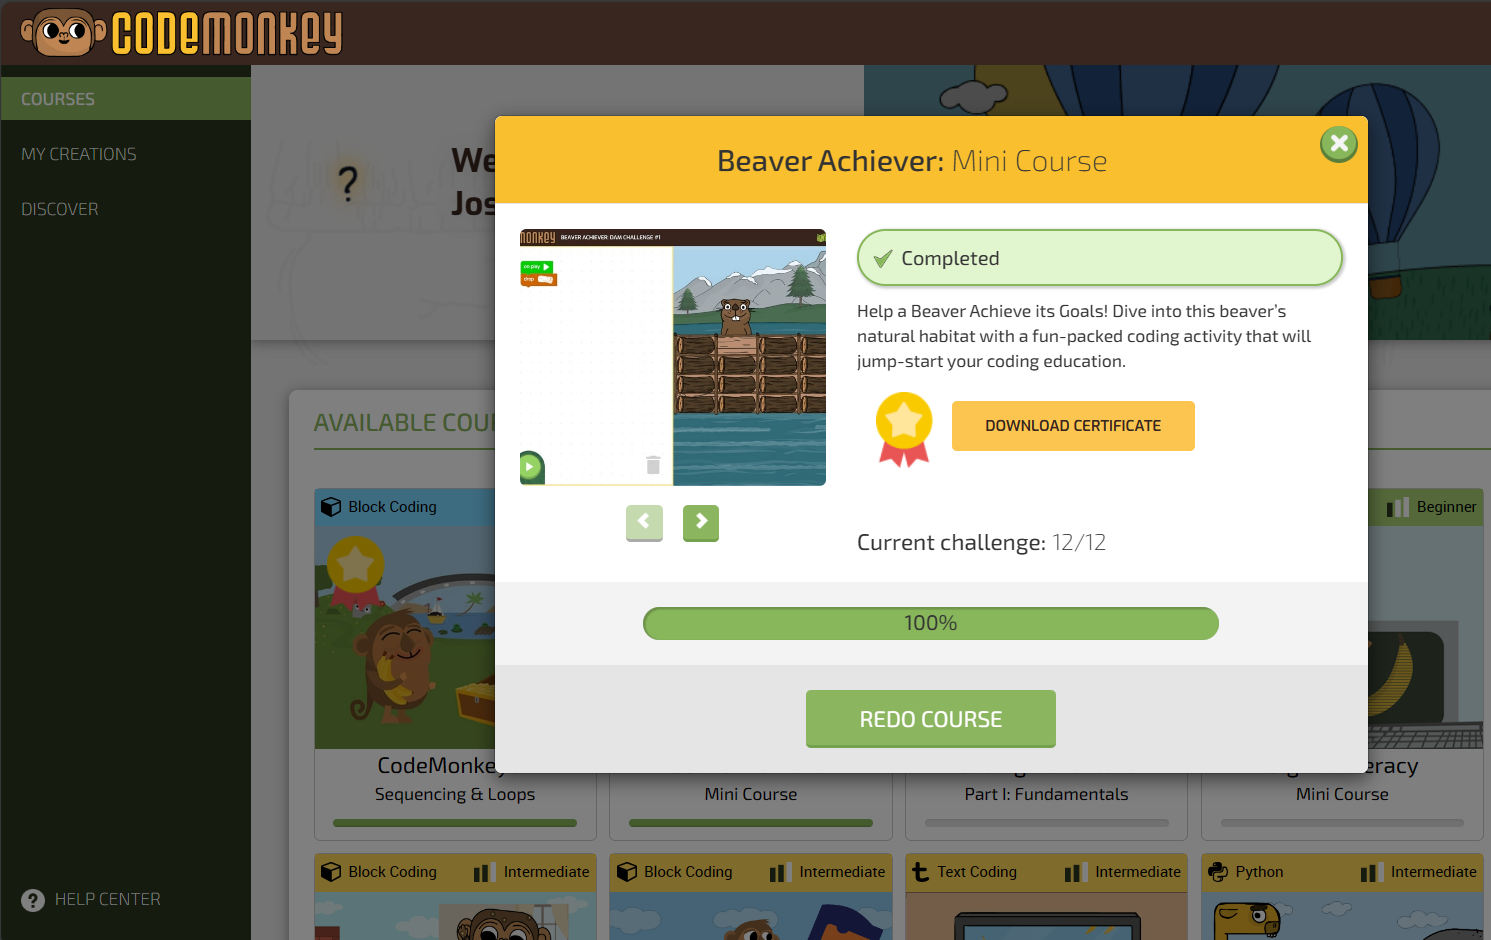 CODEMONKEY
COURSES
MY CREATIONS
DISCOVER
HELP CENTER
We
Jos
AVAILABLE COU
Beaver Achiever: Mini Course
MONKEY BEAVER ACHIEVER: DAM CHALLENGE #1
on play
drop
Completed
Help a Beaver Achieve its Goals! Dive into this beaver’s
natural habitat with a fun-packed coding activity that will
jump-start your coding education.
DOWNLOAD CERTIFICATE
Current challenge: 12/12
100%
REDO COURSE
Block Coding
Beginner
CodeMonkey
Sequencing & Loops
Mini Course
Part I: Fundamentals
eracy
Mini Course
Block Coding Intermediate
Block Coding Intermediate
Text Coding Intermediate
Python Intermediate